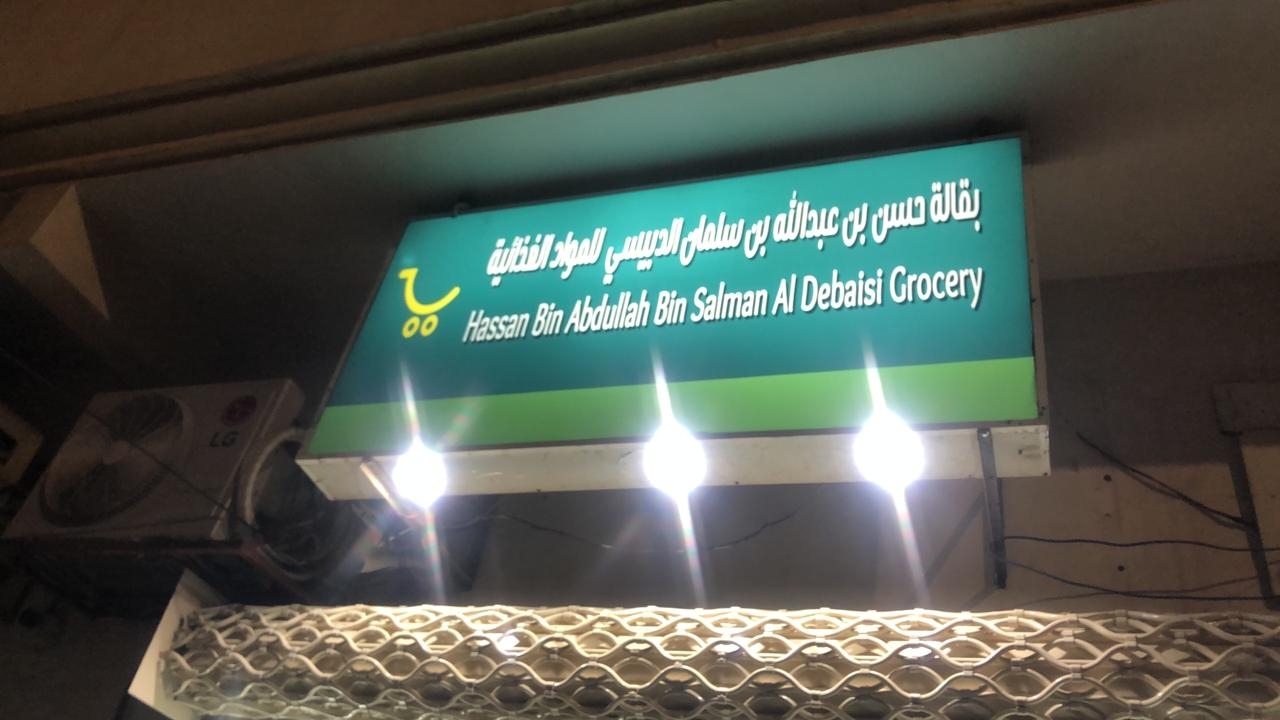 بقالة حسن بن عبدالله بن سلمان الدبيسي للمواد الغذائية
Hassan Bin Abdullah Bin Salman Al Debaisi Grocery
LG